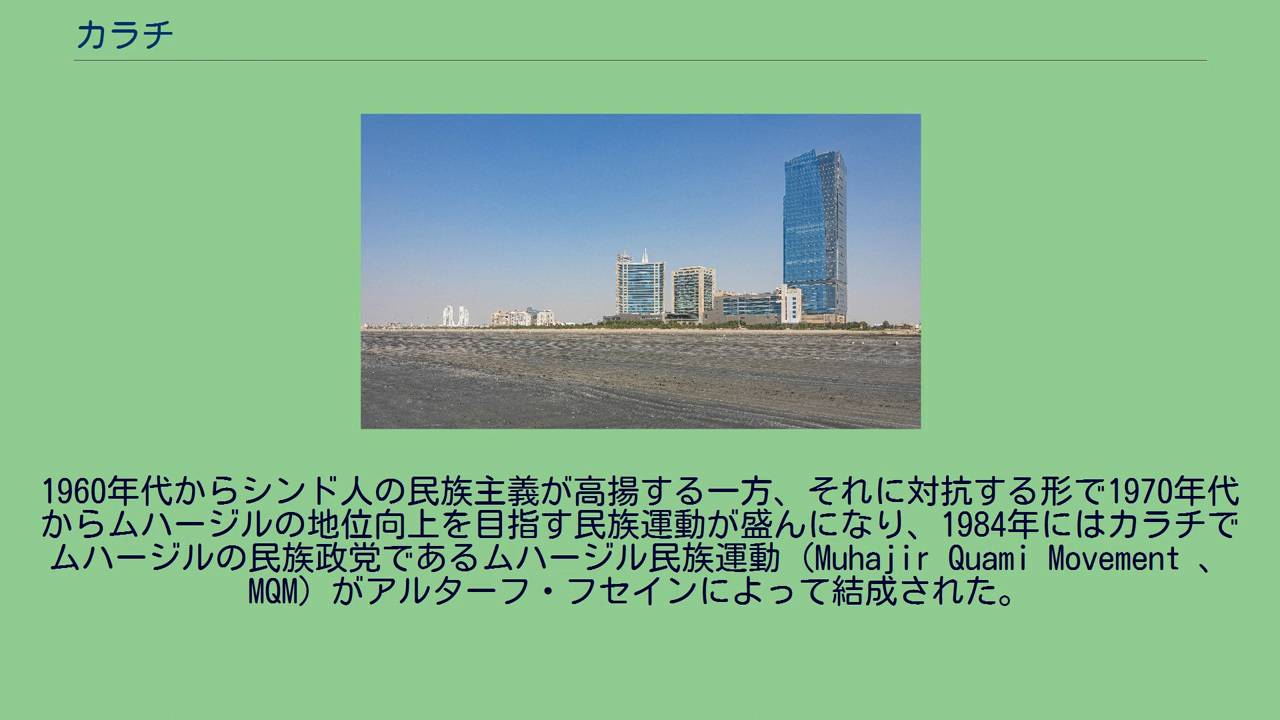 カラチ
1960年代からシンド人の民族主義が高揚する一方、それに対抗する形で1970年代
からムハージルの地位向上を目指す民族運動が盛んになり、1984年にはカラチで
ムハージルの民族政党であるムハージル民族運動（Muhajir Quami Movement 、
MQM）がアルターフ・フセインによって結成された。